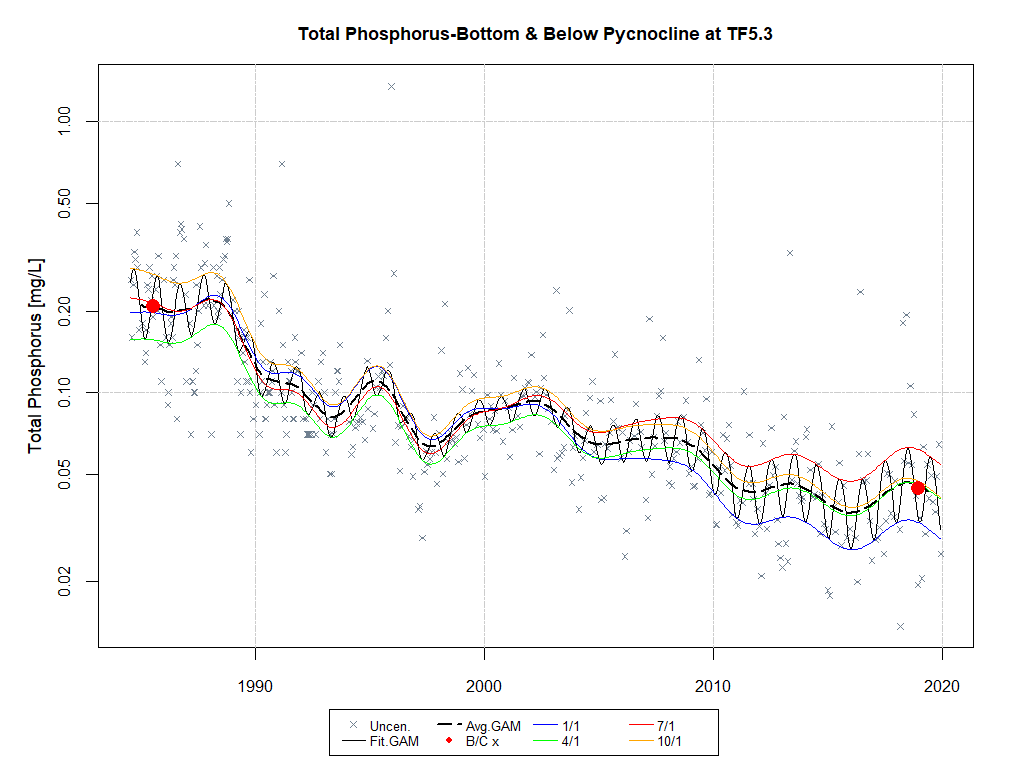 Total Phosphorus-Bottom & Below Pycnocline at TF5.3
Total Phosphorus [mg/L]
1.00
0.50
0.20
0.10
0.05
0.02
1990 2000 2010 2020
Uncen. Avg.GAM 1/1 7/1
Fit.GAM B/C x 4/1 10/1